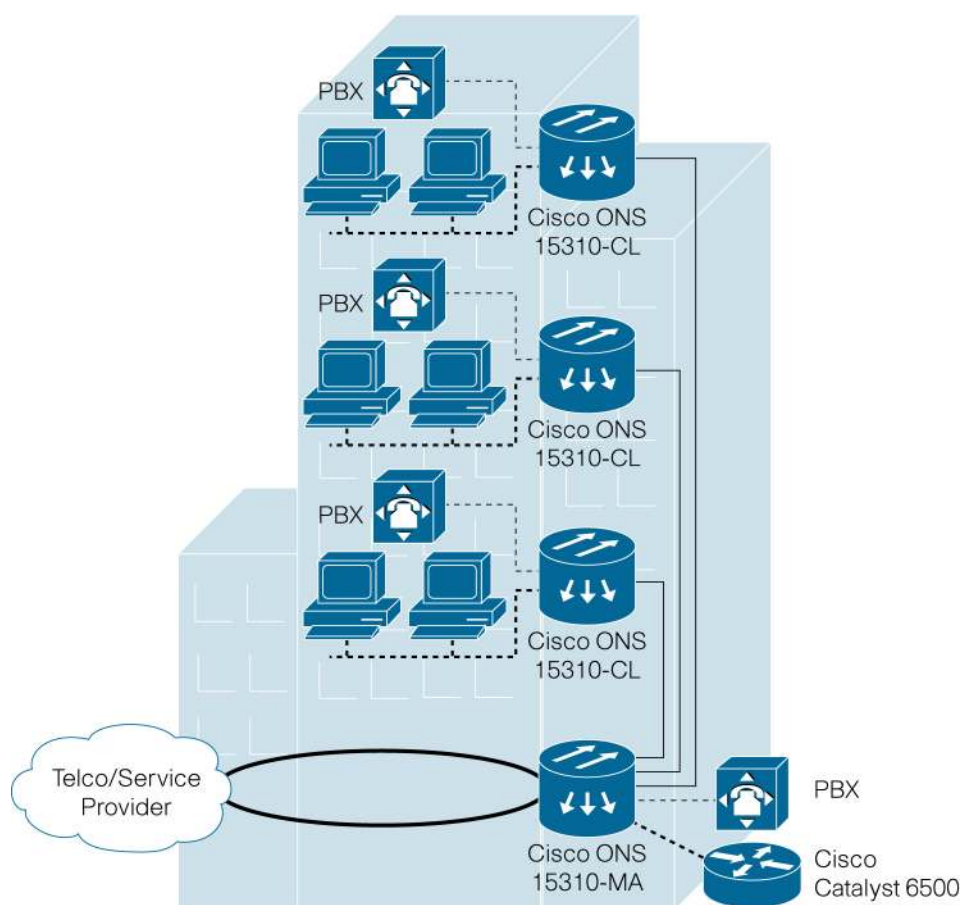 PBX
Cisco ONS
15310-CL
PBX
Cisco ONS
15310-CL
PBX
Cisco ONS
15310-CL
Telco/Service
Provider
Cisco ONS
15310-MA
PBX
Cisco
Catalyst 6500